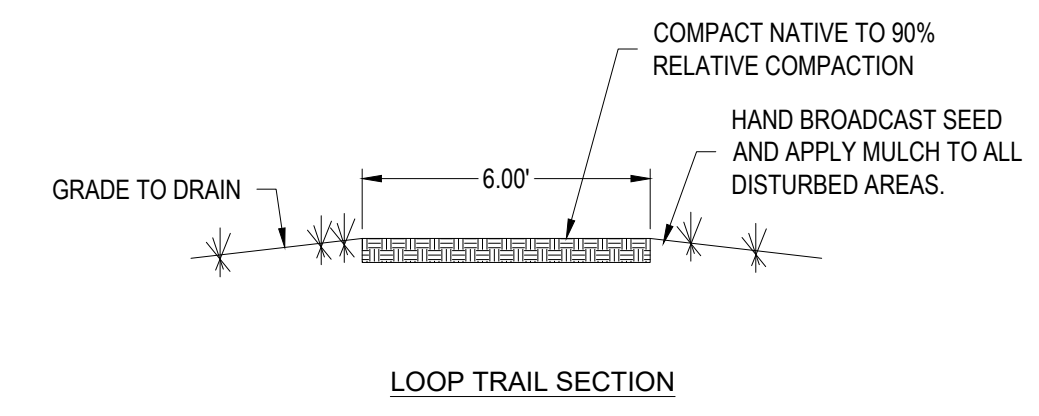 COMPACT NATIVE TO 90%
RELATIVE COMPACTION
HAND BROADCAST SEED
AND APPLY MULCH TO ALL
DISTURBED AREAS.
GRADE TO DRAIN
6.00'
LOOP TRAIL SECTION